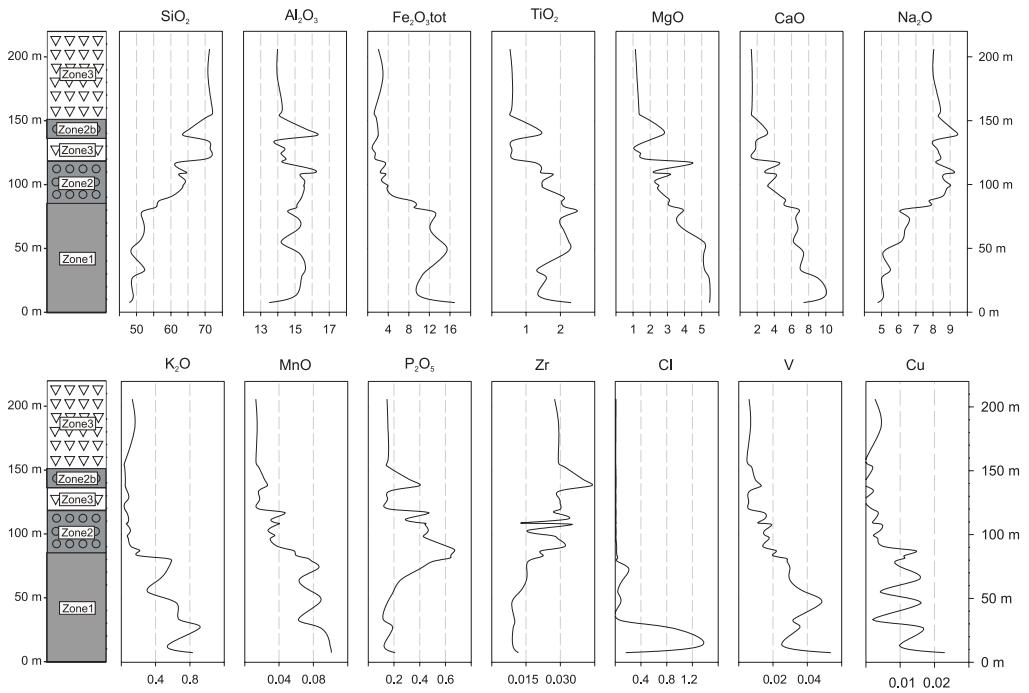 SiO₂ Al₂O₃ Fe₂O₃tot TiO₂ MgO CaO Na₂O
200 m Zone3 200 m
150 m Zone2b 150 m
Zone3
100 m Zone2 100 m
50 m Zone1 50 m
0 m 0 m
50 60 70 13 15 17 4 8 12 16 1 2 1 2 3 4 5 2 4 6 8 10 5 6 7 8 9
K₂O MnO P₂O₅ Zr Cl V Cu
200 m Zone3 200 m
150 m Zone2b 150 m
Zone3
100 m Zone2 100 m
50 m Zone1 50 m
0 m 0 m
0.4 0.8 0.04 0.08 0.2 0.4 0.6 0.015 0.030 0.4 0.8 1.2 0.02 0.04 0.01 0.02